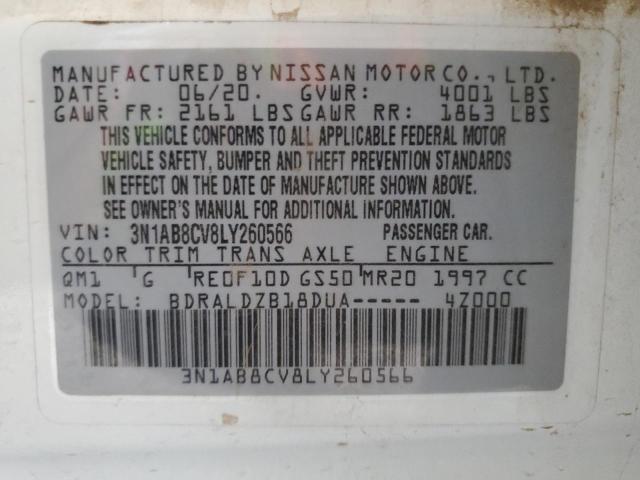 MANUFACTURED BY NISSAN MOTOR CO., LTD.
DATE: 06/20. GVWR: 4001 LBS
GAWR FR: 2161 LBS GAWR RR: 1863 LBS
THIS VEHICLE CONFORMS TO ALL APPLICABLE FEDERAL MOTOR
VEHICLE SAFETY, BUMPER AND THEFT PREVENTION STANDARDS
IN EFFECT ON THE DATE OF MANUFACTURE SHOWN ABOVE.
SEE OWNER'S MANUAL FOR ADDITIONAL INFORMATION.
VIN: 3N1AB8CV8LY260566 PASSENGER CAR.
COLOR TRIM TRANS AXLE ENGINE
QM1 G RE0F10D GS50 MR20 1997 CC
MODEL: BDRALDZB18DUA----- 4Z000
3N1AB8CV8LY260566